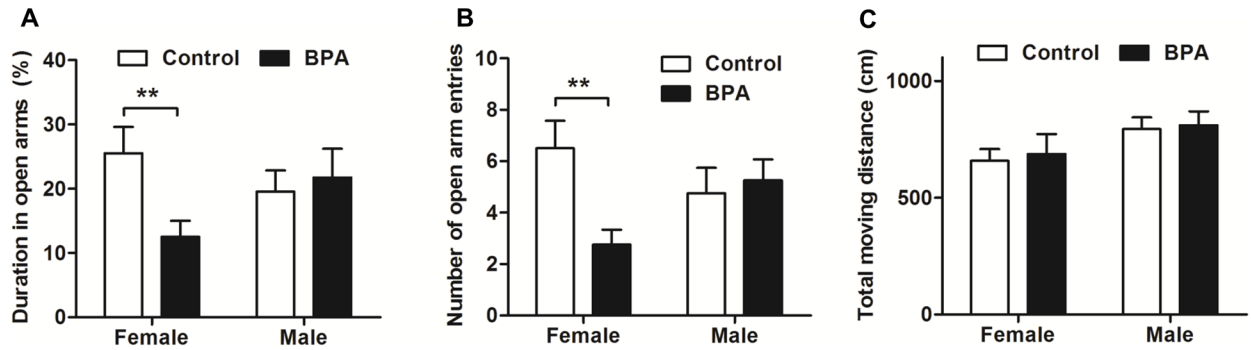 A
Duration in open arms (%)
40
30
20
10
0
Control
BPA
**
Female
Male
B
Number of open arm entries
10
8
6
4
2
0
Control
BPA
**
Female
Male
C
Total moving distance (cm)
1000
500
0
Control
BPA
Female
Male